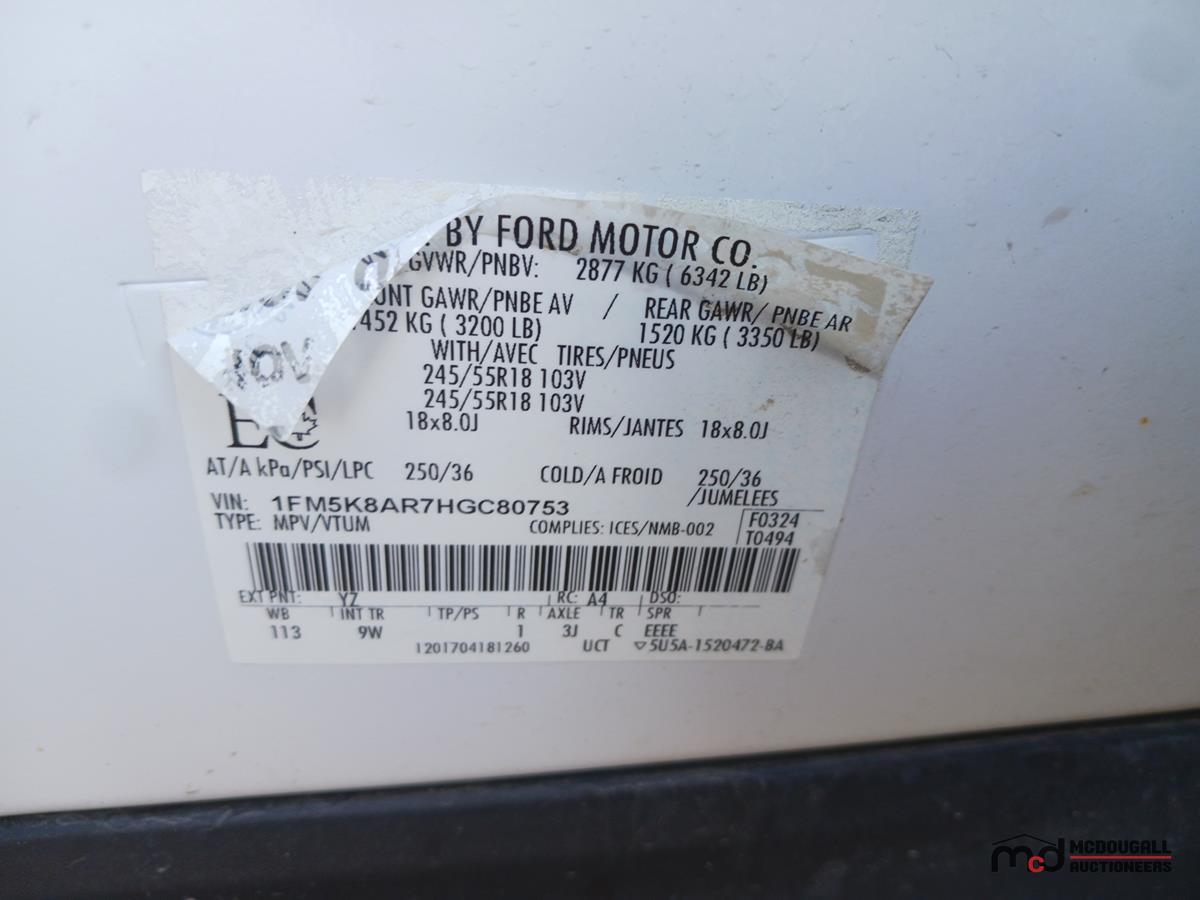 BY FORD MOTOR CO.
GVWR/PNBV: 2877 KG ( 6342 LB)
GAWR/PNBE AV / REAR GAWR/ PNBE AR
452 KG ( 3200 LB) 1520 KG ( 3350 LB)
WITH/AVEC TIRES/PNEUS
245/55R18 103V
245/55R18 103V
18x8.0J RIMS/JANTES 18x8.0J
AT/A kPa/PSI/LPC 250/36 COLD/A FROID 250/36
/JUMELEES
VIN: 1FM5K8AR7HGC80753
TYPE: MPV/VTUM COMPLIES: ICES/NMB-002 F0324
T0494
EXT PNT: YZ RC: A4 DSO:
WB INT TR TP/PS R AXLE TR SPR
113 9W 1 3J C EEEE
1201704181260 UCT ▽5U5A-1520472-BA
mcd MCDOUGALL
AUCTIONEERS